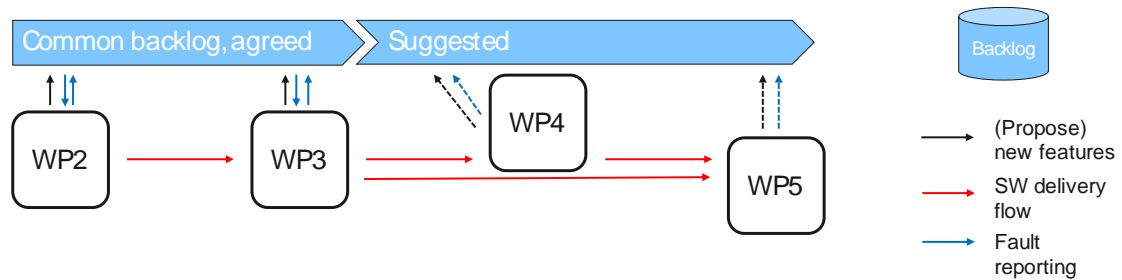 Common backlog, agreed
Suggested
Backlog
WP2
WP3
WP4
WP5
(Propose)
new features
SW delivery
flow
Fault
reporting